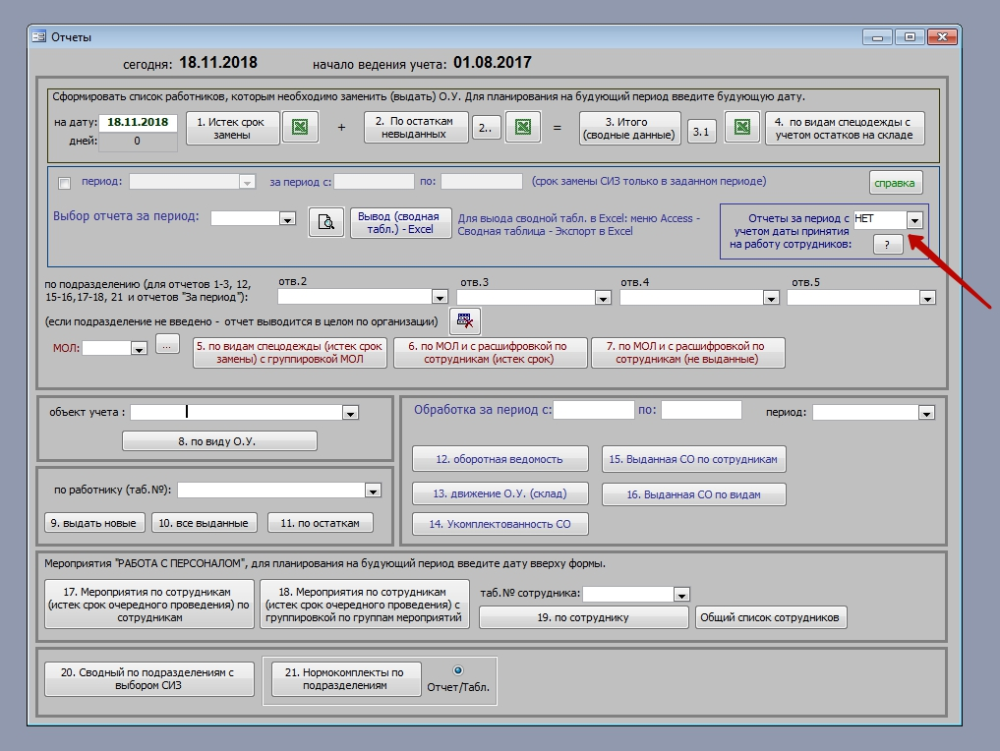 Отчеты
сегодня: 18.11.2018 начало ведения учета: 01.08.2017
Сформировать список работников, которым необходимо заменить (выдать) О.У. Для планирования на будующий период введите будующую дату.
на дату: 18.11.2018
дней: 0
1. Истек срок
замены
+
2. По остаткам
невыданных
2..
=
3. Итого
(сводные данные)
3.1
4. по видам спецодежды с
учетом остатков на складе
период: за период с: по: (срок замены СИЗ только в заданном периоде)
справка
Выбор отчета за период:
Вывод (сводная
табл.) - Excel
Для выода сводной табл. в Excel: меню Access -
Сводная таблица - Экспорт в Excel
Отчеты за период с
учетом даты принятия
на работу сотрудников:
НЕТ
?
по подразделению (для отчетов 1-3, 12,
15-16,17-18, 21 и отчетов "За период"):
отв.2 отв.3 отв.4 отв.5
(если подразделение не введено - отчет выводится в целом по организации)
МОЛ:
...
5. по видам спецодежды (истек срок
замены) с группировкой МОЛ
6. по МОЛ и с расшифровкой по
сотрудникам (истек срок)
7. по МОЛ и с расшифровкой по
сотрудникам (не выданные)
объект учета :
8. по виду О.У.
по работнику (таб.№):
9. выдать новые
10. все выданные
11. по остаткам
Обработка за период с: по: период:
12. оборотная ведомость
15. Выданная СО по сотрудникам
13. движение О.У. (склад)
16. Выданная СО по видам
14. Укомплектованность СО
Мероприятия "РАБОТА С ПЕРСОНАЛОМ", для планирования на будующий период введите дату вверху формы.
17. Мероприятия по сотрудникам
(истек срок очередного проведения) по
сотрудникам
18. Мероприятия по сотрудникам
(истек срок очередного проведения) с
группировкой по группам мероприятий
таб.№ сотрудника:
19. по сотруднику
Общий список сотрудников
20. Сводный по подразделениям с
выбором СИЗ
21. Нормокомплекты по
подразделениям
Отчет/Табл.